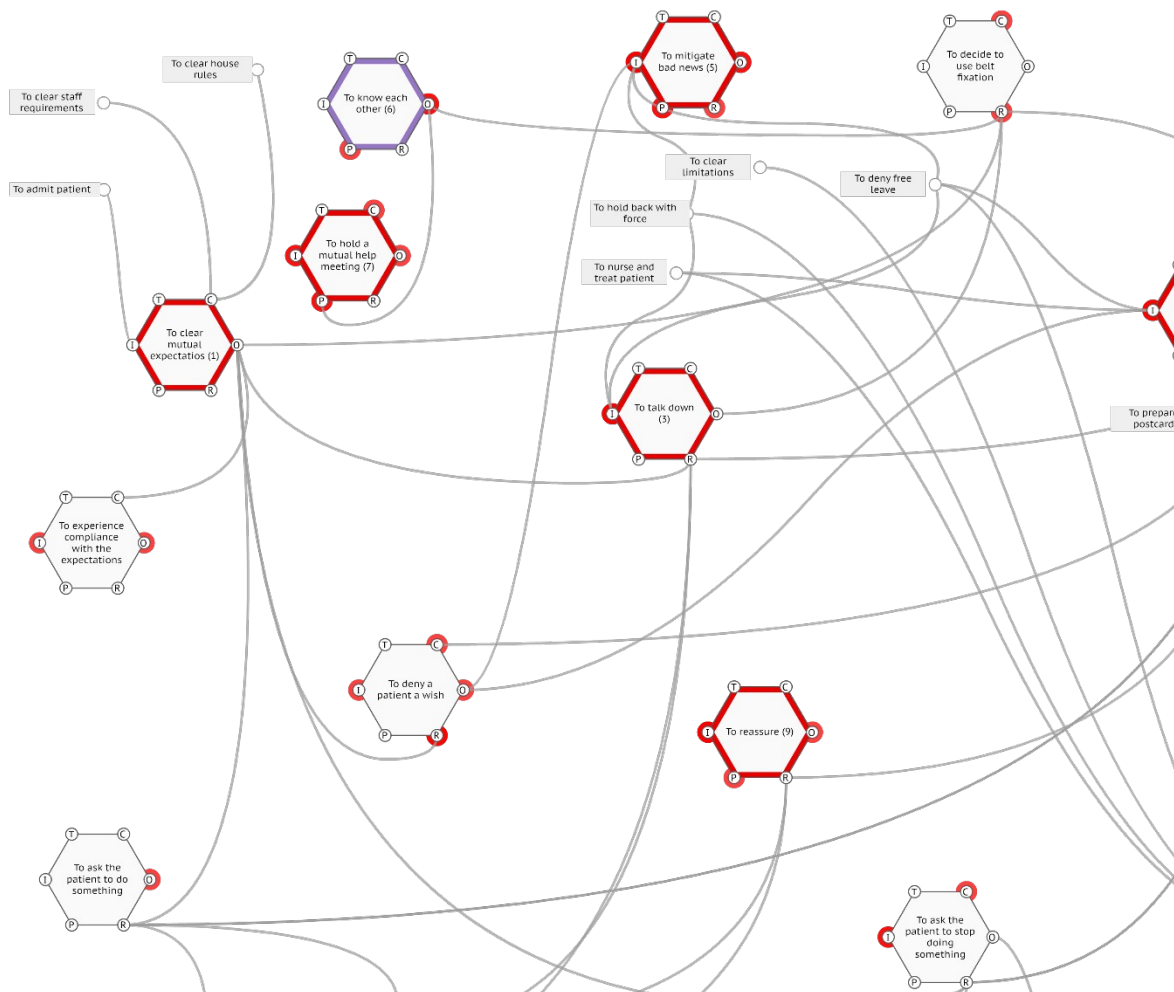 T
C
To mitigate
bad news (5)
I
O
P
R
T
C
To decide to
use belt
fixation
I
O
P
R
To clear house
rules
T
C
To know each
other (6)
I
O
P
R
To clear staff
requirements
To clear
limitations
To deny free
leave
To admit patient
To hold back with
force
T
C
To hold a
mutual help
meeting (7)
I
O
P
R
To nurse and
treat patient
T
C
To clear
mutual
expectatios (1)
I
O
P
R
I
T
C
To talk down
(3)
I
O
P
R
To prepare
postcard
T
C
To experience
compliance
with the
expectations
I
O
P
R
T
C
To deny a
patient a wish
I
O
P
R
T
C
To reassure (9)
I
O
P
R
T
C
To ask the
patient to do
something
I
O
P
R
T
C
To ask the
patient to stop
doing
something
I
O
P
R